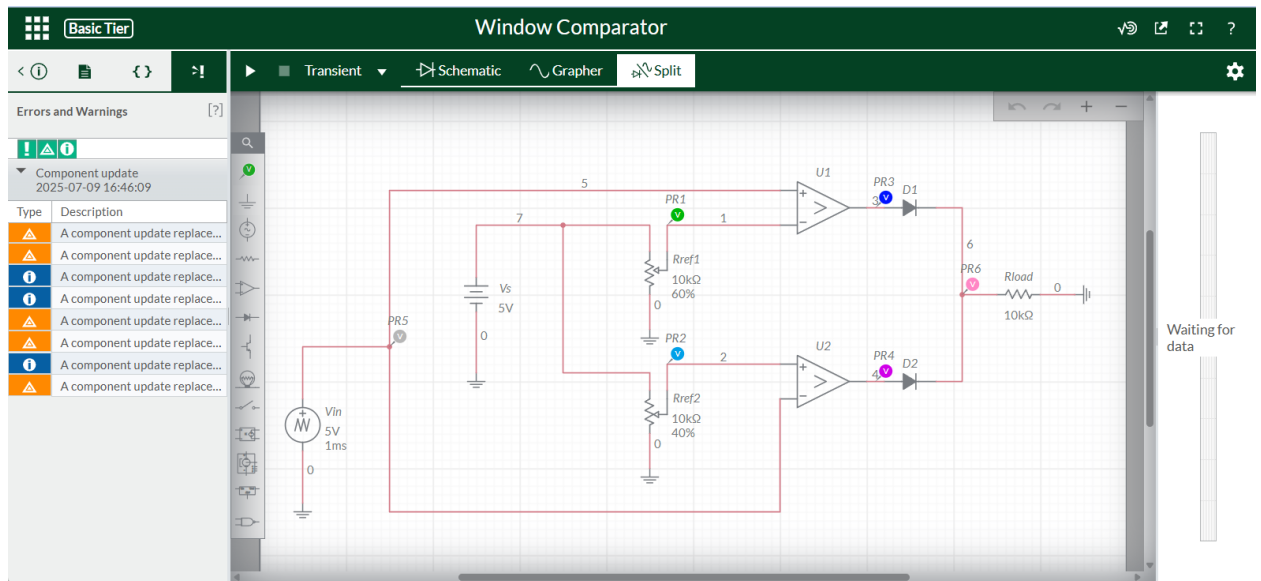 Basic Tier
Window Comparator
?
Transient
Schematic
Grapher
Split
Errors and Warnings
[?]
Component update
2025-07-09 16:46:09
Type Description
A component update replace...
A component update replace...
A component update replace...
A component update replace...
A component update replace...
A component update replace...
A component update replace...
A component update replace...
5
U1
PR1
V
PR3
V
3
D1
7
1
6
Rref1
10kΩ
60%
0
Vs
5V
0
PR6
V
Rload
10kΩ
0
PR5
V
PR2
V
2
U2
PR4
V
4
D2
Rref2
10kΩ
40%
0
Vin
5V
1ms
0
Waiting for
data